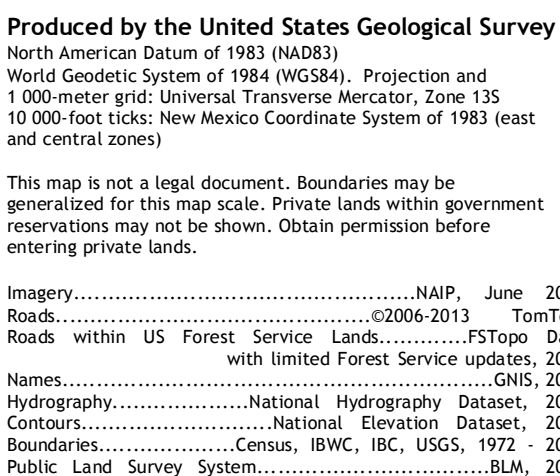 Produced by the United States Geological Survey
North American Datum of 1983 (NAD83)
World Geodetic System of 1984 (WGS84). Projection and
1 000-meter grid: Universal Transverse Mercator, Zone 13S
10 000-foot ticks: New Mexico Coordinate System of 1983 (east
and central zones)
This map is not a legal document. Boundaries may be
generalized for this map scale. Private lands within government
reservations may not be shown. Obtain permission before
entering private lands.
Imagery..........................................NAIP, June
Roads.......................................©2006-2013
Roads within US Forest Service Lands............FSTopo
with limited Forest Service updates,
Names.....................................................GNIS,
Hydrography.................National Hydrography Dataset,
Contours........................National Elevation Dataset,
Boundaries.................Census, IBWC, IBC, USGS, 1972 -
Public Land Survey System.............................BLM,